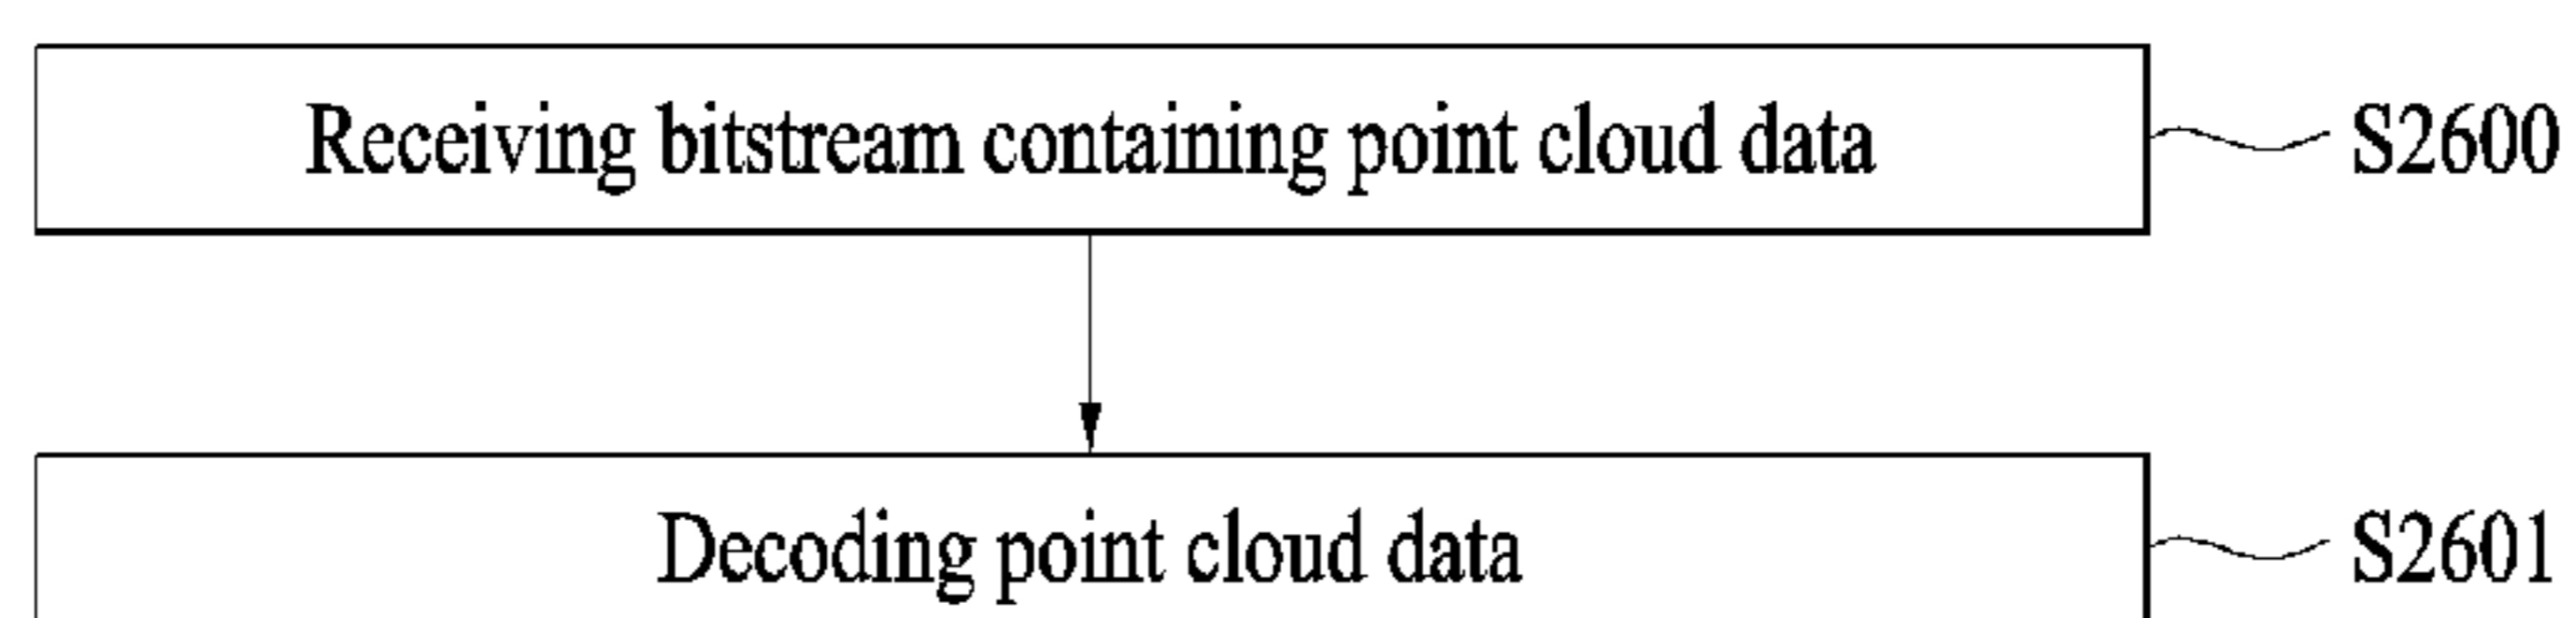 Receiving bitstream containing point cloud data S2600
Decoding point cloud data S2601